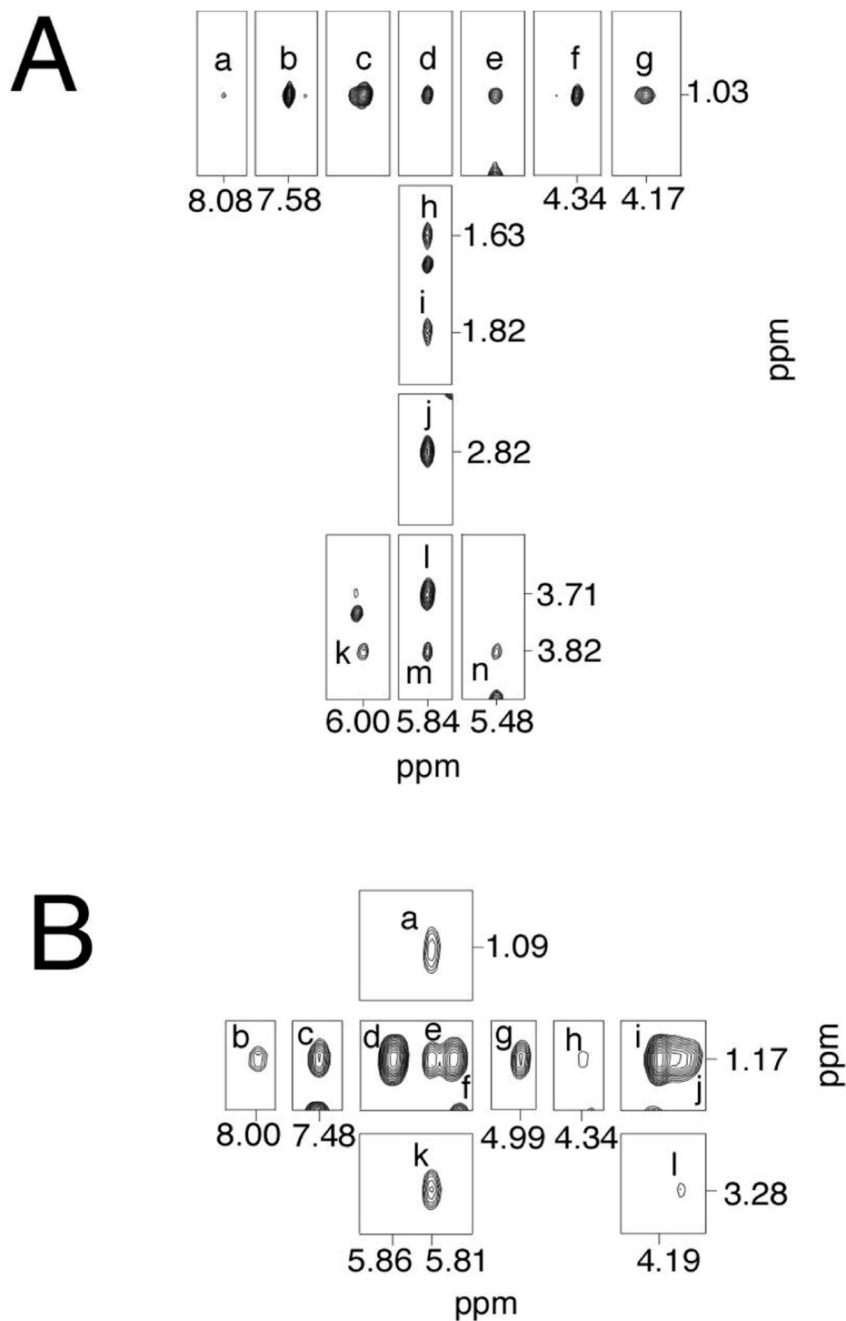 A
a b c d e f g
1.03
8.08 7.58 4.34 4.17
h
1.63
i
1.82
ppm
j
2.82
l
3.71
k m n
3.82
6.00 5.84 5.48
ppm
B
a
1.09
b c d e f g h i j
1.17
ppm
8.00 7.48 4.99 4.34
k l
3.28
5.86 5.81 4.19
ppm